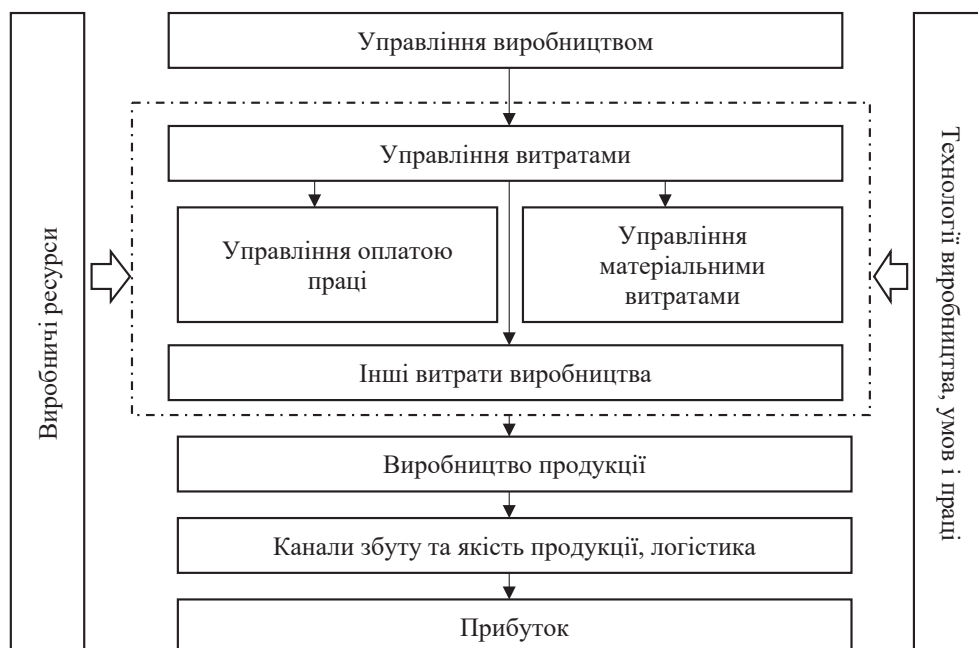 Управління виробництвом
Управління витратами
Управління оплатою
праці
Управління
матеріальними
витратами
Інші витрати виробництва
Виробництво продукції
Канали збуту та якість продукції, логістика
Прибуток
Виробничі ресурси
Технології виробництва, умов і праці